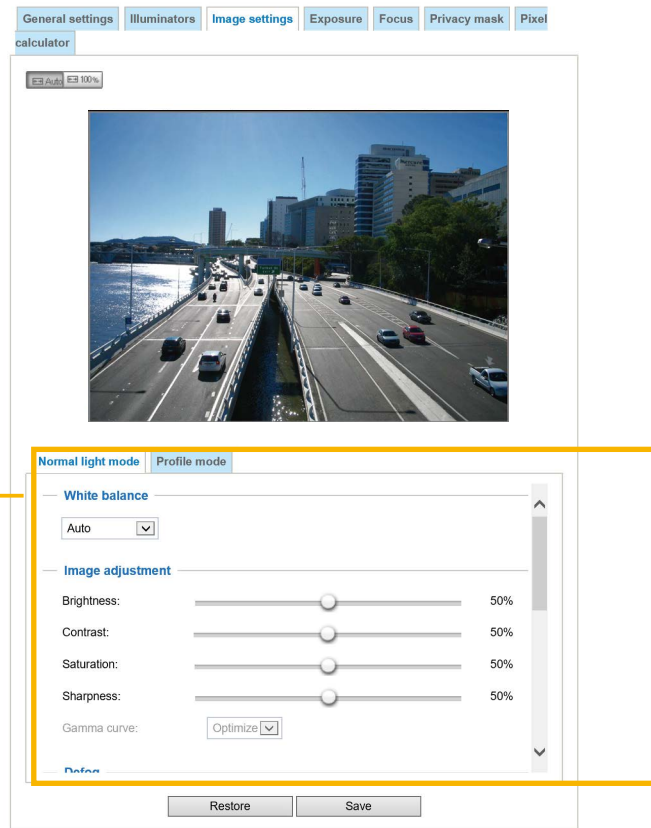 General settings Illuminators Image settings Exposure Focus Privacy mask Pixel
calculator
Auto 100%
Normal light mode Profile mode
White balance
Auto
Image adjustment
Brightness: 50%
Contrast: 50%
Saturation: 50%
Sharpness: 50%
Gamma curve: Optimize
Defog
Restore Save